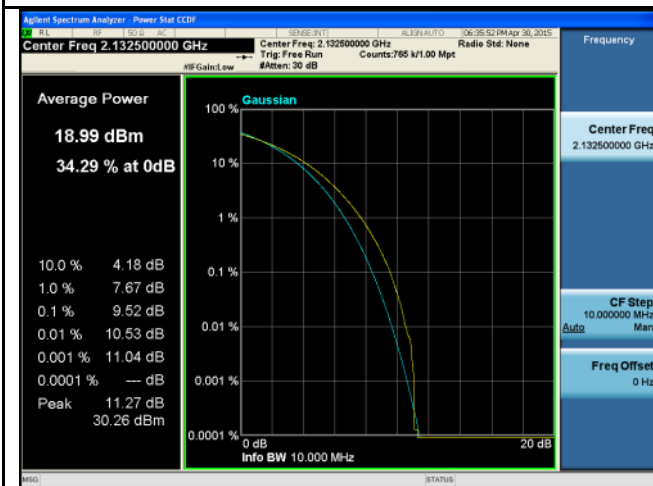 Agilent Spectrum Analyzer - Power Stat CCDF
RL RF 50 Ω AC SENSE:INT ALIGNAUTO 06:35:52 PM Apr 30, 2015
Center Freq 2.132500000 GHz
Center Freq: 2.132500000 GHz Radio Std: None
Trig: Free Run Counts:765 k/1.00 Mpt
#IFGain:Low #Atten: 30 dB
Frequency
Average Power
18.99 dBm
34.29 % at 0dB
10.0 % 4.18 dB
1.0 % 7.67 dB
0.1 % 9.52 dB
0.01 % 10.53 dB
0.001 % 11.04 dB
0.0001 % --- dB
Peak 11.27 dB
30.26 dBm
Gaussian
100 %
10 %
1 %
0.1 %
0.01 %
0.001 %
0.0001 %
0 dB 20 dB
Info BW 10.000 MHz
Center Freq
2.132500000 GHz
CF Step
10.000000 MHz
Auto Man
Freq Offset
0 Hz
MSG STATUS